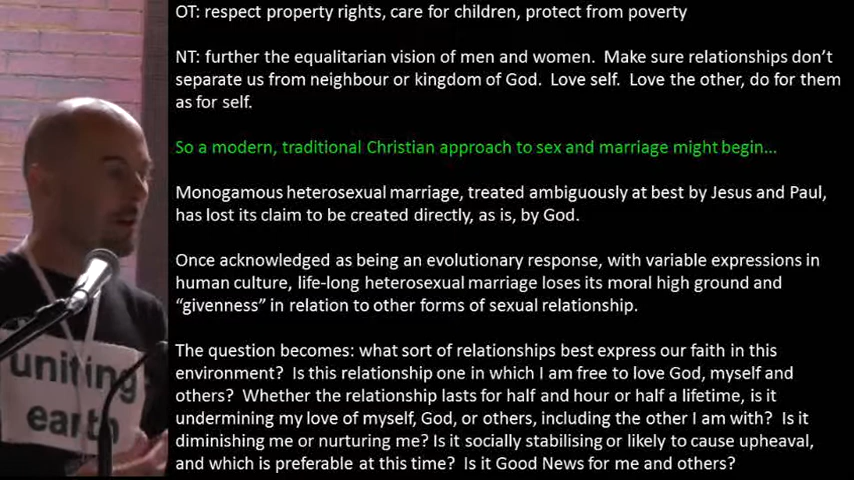 OT: respect property rights, care for children, protect from poverty
NT: further the equalitarian vision of men and women. Make sure relationships don't
separate us from neighbour or kingdom of God. Love self. Love the other, do for them
as for self.
So a modern, traditional Christian approach to sex and marriage might begin...
Monogamous heterosexual marriage, treated ambiguously at best by Jesus and Paul,
has lost its claim to be created directly, as is, by God.
Once acknowledged as being an evolutionary response, with variable expressions in
human culture, life-long heterosexual marriage loses its moral high ground and
“givenness” in relation to other forms of sexual relationship.
The question becomes: what sort of relationships best express our faith in this
environment? Is this relationship one in which I am free to love God, myself and
others? Whether the relationship lasts for half and hour or half a lifetime, is it
undermining my love of myself, God, or others, including the other I am with? Is it
diminishing me or nurturing me? Is it socially stabilising or likely to cause upheaval,
and which is preferable at this time? Is it Good News for me and others?
uniting
earth